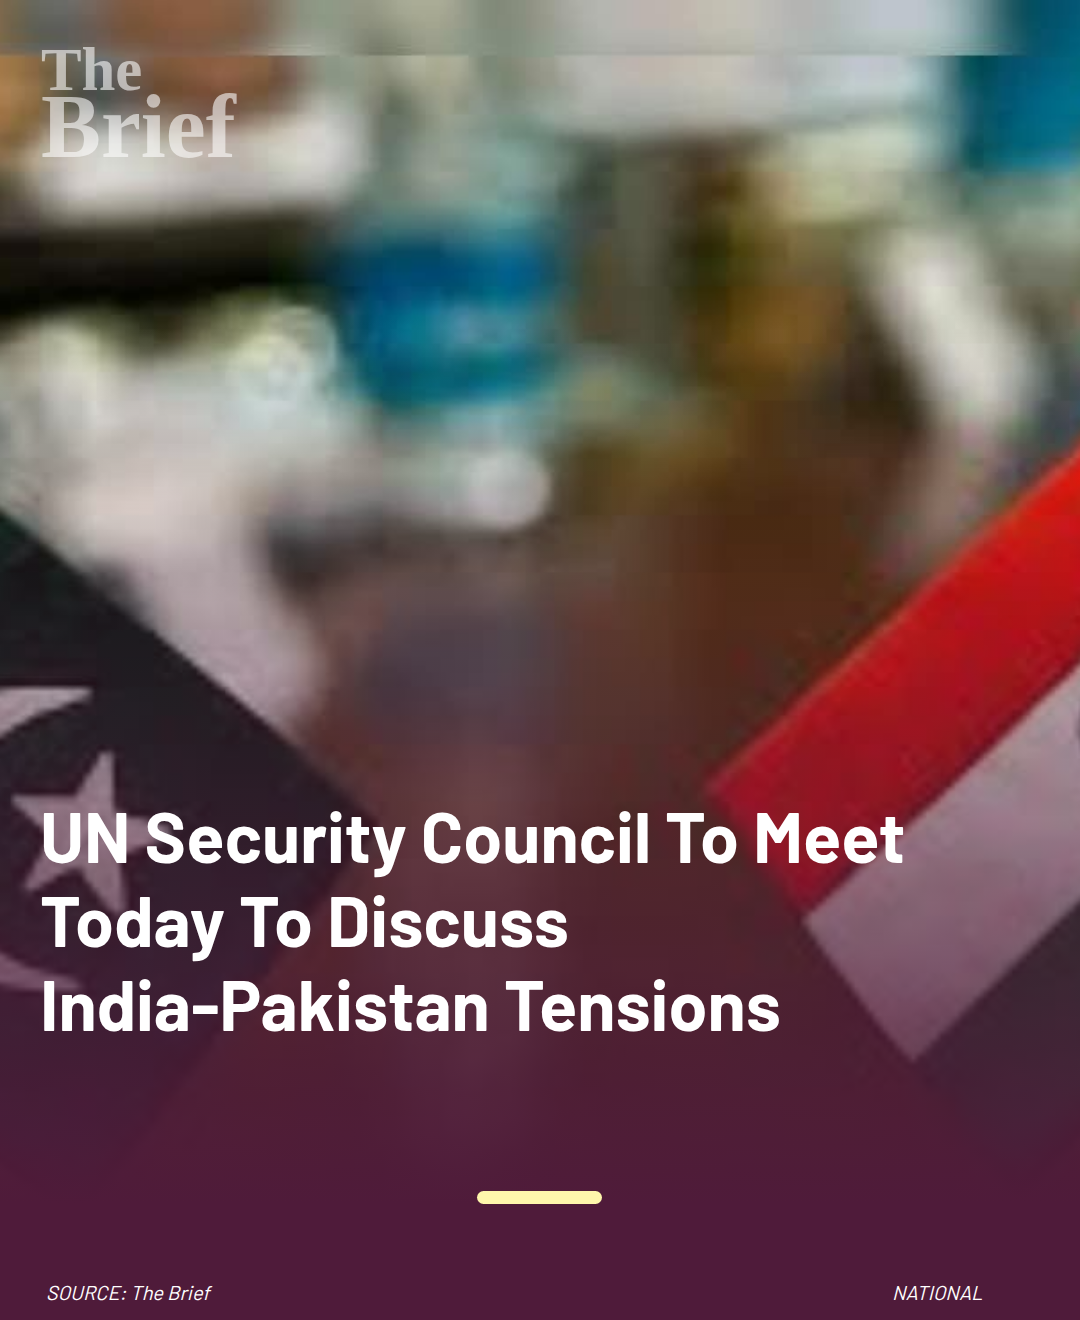 The
Brief
UN Security Council To Meet
Today To Discuss
India-Pakistan Tensions
SOURCE: The Brief
NATIONAL